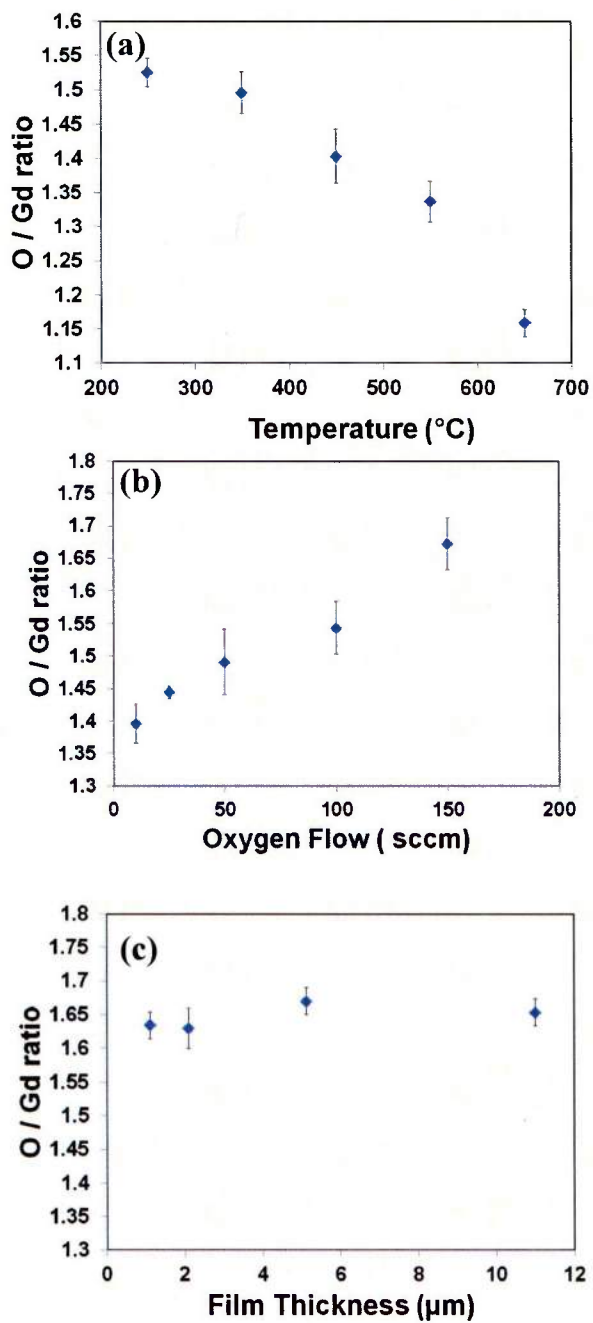 (a)
O / Gd ratio
1.6
1.55
1.5
1.45
1.4
1.35
1.3
1.25
1.2
1.15
1.1
200 300 400 500 600 700
Temperature (°C)
(b)
O / Gd ratio
1.8
1.75
1.7
1.65
1.6
1.55
1.5
1.45
1.4
1.35
1.3
0 50 100 150 200
Oxygen Flow ( sccm)
(c)
O / Gd ratio
1.8
1.75
1.7
1.65
1.6
1.55
1.5
1.45
1.4
1.35
1.3
0 2 4 6 8 10 12
Film Thickness (μm)